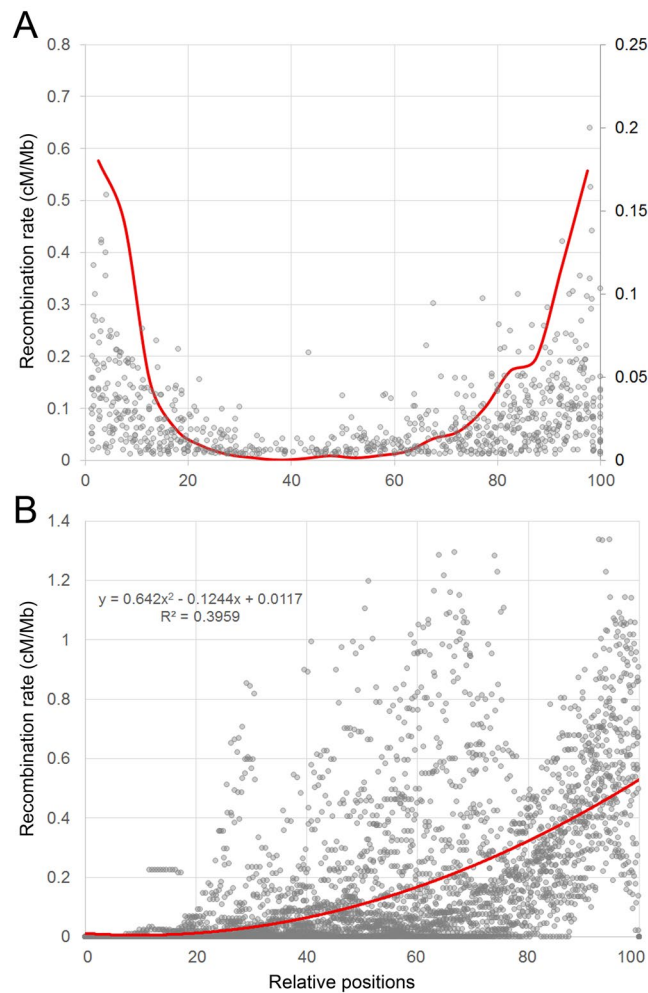 A
0.8
0.7
0.6
0.5
0.4
0.3
0.2
0.1
0
Recombination rate (cM/Mb)
0.25
0.2
0.15
0.1
0.05
0
0 20 40 60 80 100
B
1.4
1.2
1
0.8
0.6
0.4
0.2
0
Recombination rate (cM/Mb)
y = 0.642x² - 0.1244x + 0.0117
R² = 0.3959
0 20 40 60 80 100
Relative positions